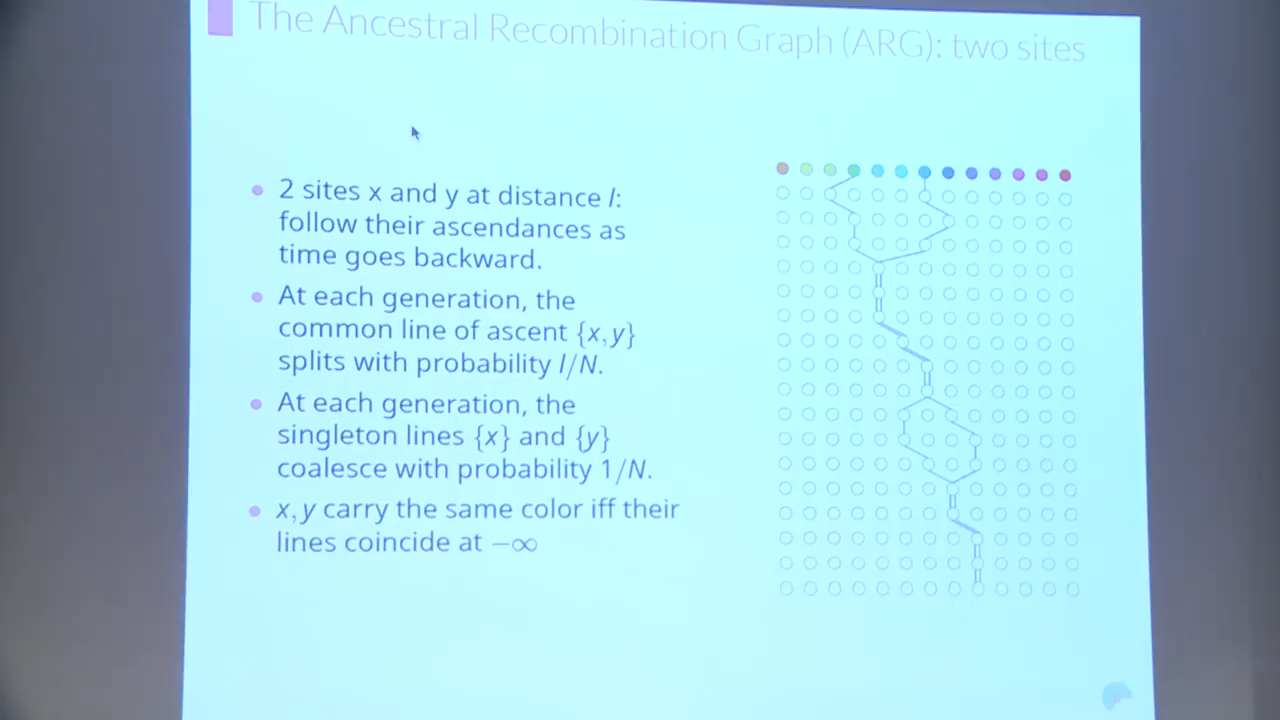 The Ancestral Recombination Graph (ARG): two sites
2 sites x and y at distance l:
follow their ascendances as
time goes backward.
At each generation, the
common line of ascent {x, y}
splits with probability l/N.
At each generation, the
singleton lines {x} and {y}
coalesce with probability 1/N.
x, y carry the same color iff their
lines coincide at −∞